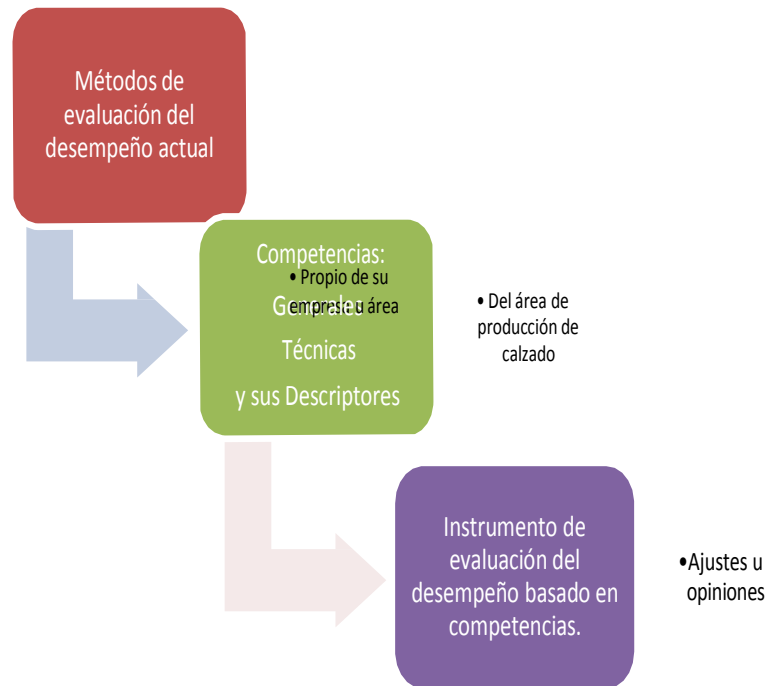 Métodos de
evaluación del
desempeño actual
Competencias:
Generales
Técnicas
y sus Descriptores
• Propio de su
empresa u área
• Del área de
producción de
calzado
Instrumento de
evaluación del
desempeño basado en
competencias.
•Ajustes u
opiniones